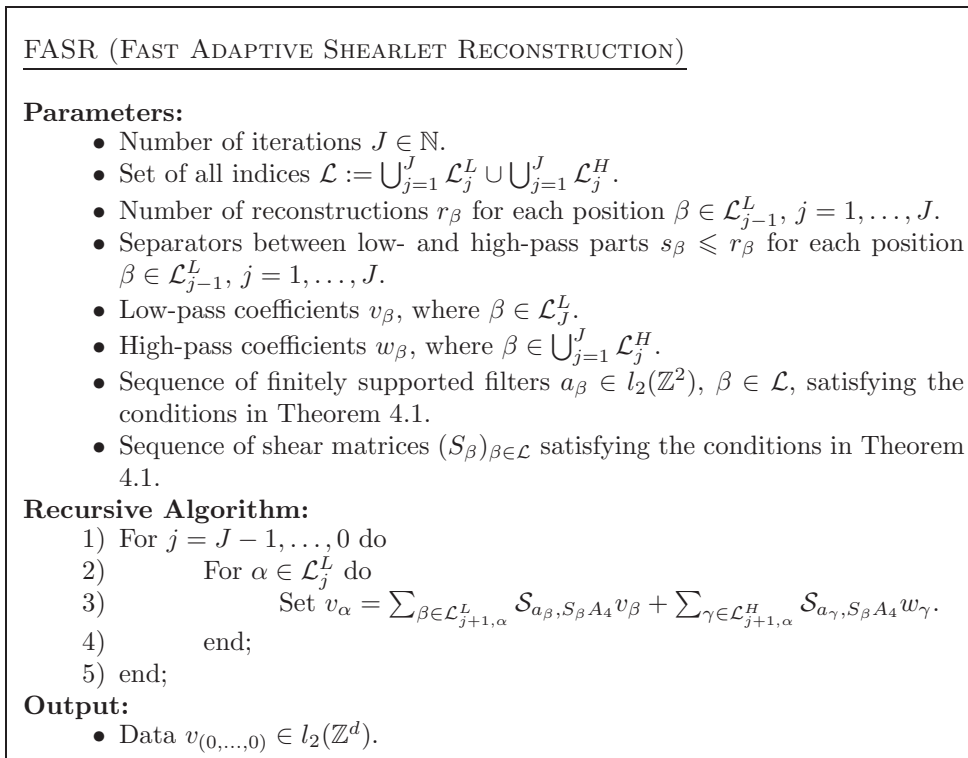 FASR (FAST ADAPTIVE SHEARLET RECONSTRUCTION)
Parameters:
• Number of iterations J ∈ ℕ.
• Set of all indices 𝓛 := ⋃_{j=1}^{J} 𝓛_j^L ∪ ⋃_{j=1}^{J} 𝓛_j^H.
• Number of reconstructions r_β for each position β ∈ 𝓛_{j−1}^L, j = 1, . . . , J.
• Separators between low- and high-pass parts s_β ⩽ r_β for each position
β ∈ 𝓛_{j−1}^L, j = 1, . . . , J.
• Low-pass coefficients v_β, where β ∈ 𝓛_J^L.
• High-pass coefficients w_β, where β ∈ ⋃_{j=1}^{J} 𝓛_j^H.
• Sequence of finitely supported filters a_β ∈ l_2(ℤ^2), β ∈ 𝓛, satisfying the
conditions in Theorem 4.1.
• Sequence of shear matrices (S_β)_{β∈𝓛} satisfying the conditions in Theorem
4.1.
Recursive Algorithm:
1) For j = J − 1, . . . , 0 do
2) For α ∈ 𝓛_j^L do
3) Set v_α = ∑_{β∈𝓛_{j+1,α}^L} 𝒮_{a_β,S_βA_4} v_β + ∑_{γ∈𝓛_{j+1,α}^H} 𝒮_{a_γ,S_βA_4} w_γ.
4) end;
5) end;
Output:
• Data v_{(0,...,0)} ∈ l_2(ℤ^d).